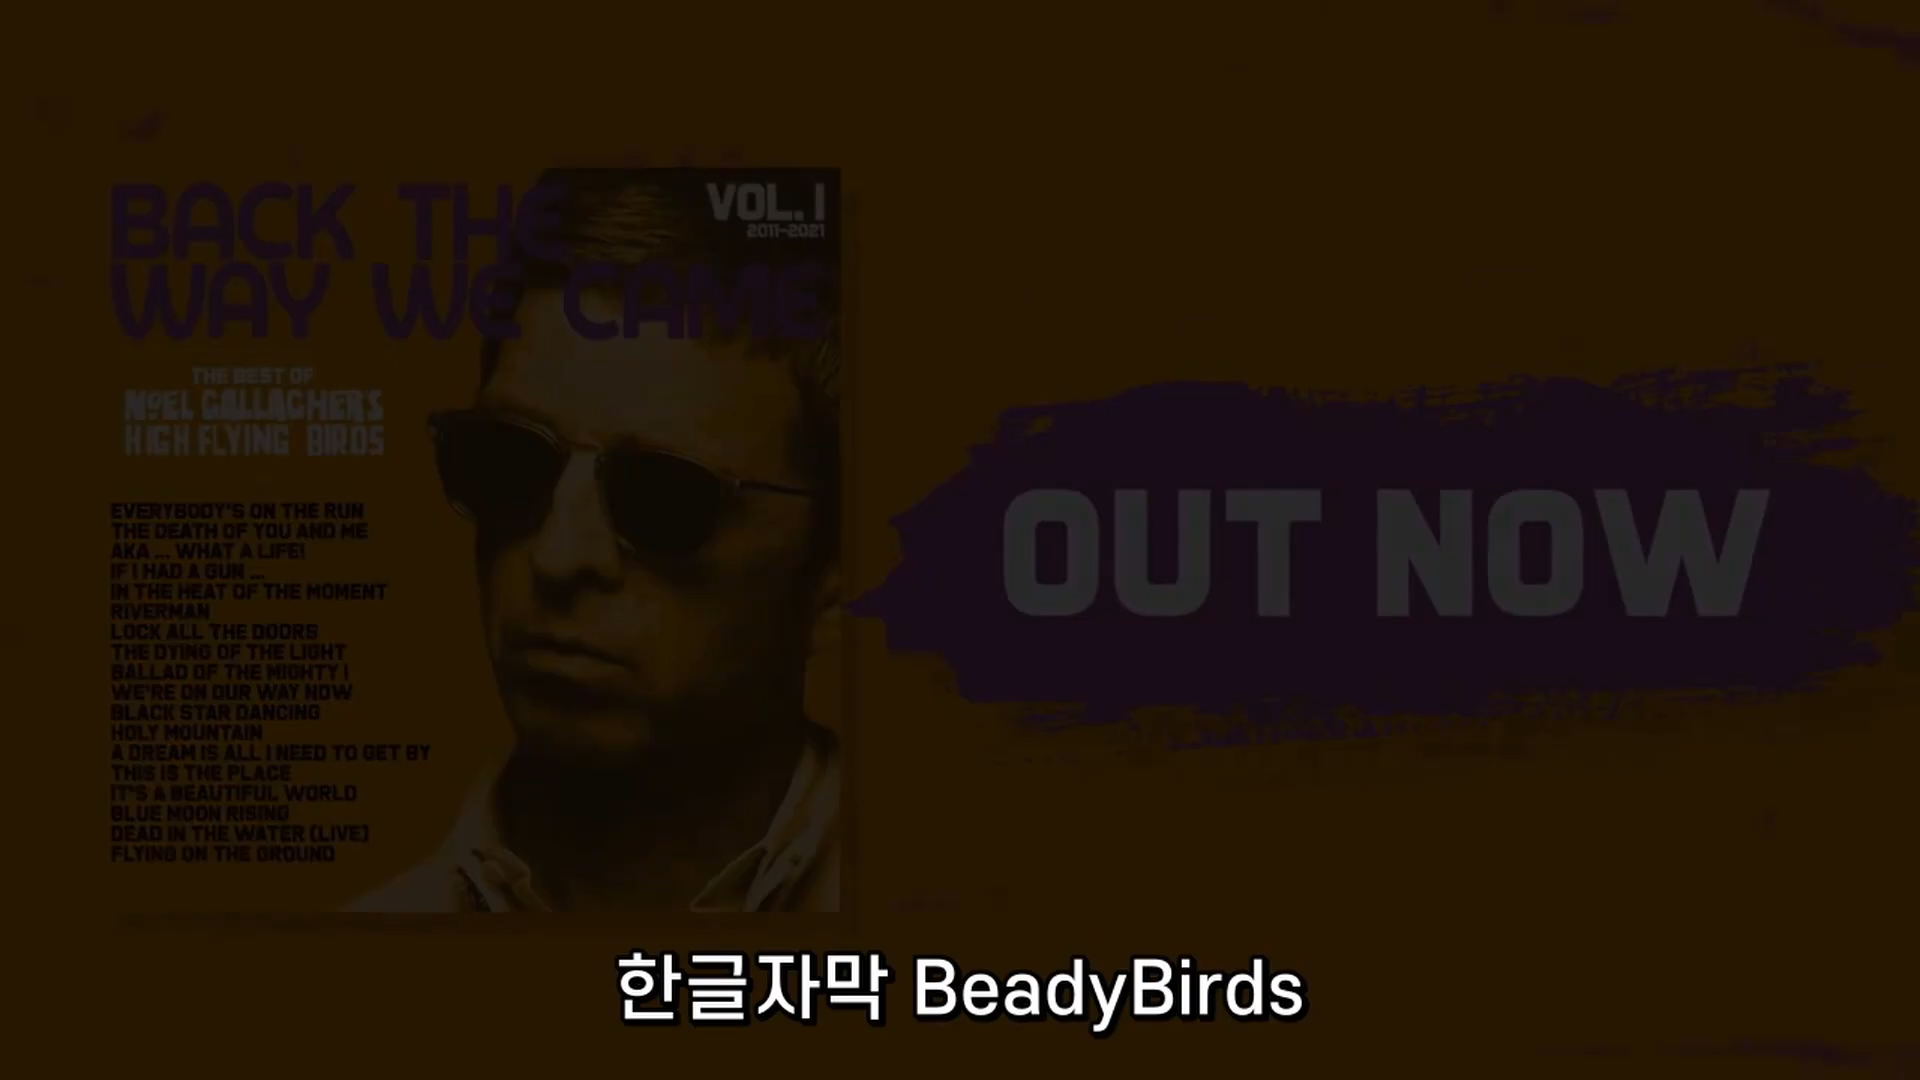 BACK THE
WAY WE CAME
VOL. 1
2011-2021
THE BEST OF
NOEL GALLAGHER'S
HIGH FLYING BIRDS
EVERYBODY'S ON THE RUN
THE DEATH OF YOU AND ME
AKA ... WHAT A LIFE!
IF I HAD A GUN ...
IN THE HEAT OF THE MOMENT
RIVERMAN
LOCK ALL THE DOORS
THE DYING OF THE LIGHT
BALLAD OF THE MIGHTY I
WE'RE ON OUR WAY NOW
BLACK STAR DANCING
HOLY MOUNTAIN
A DREAM IS ALL I NEED TO GET BY
THIS IS THE PLACE
IT'S A BEAUTIFUL WORLD
BLUE MOON RISING
DEAD IN THE WATER (LIVE)
FLYING ON THE GROUND
OUT NOW
한글자막 BeadyBirds